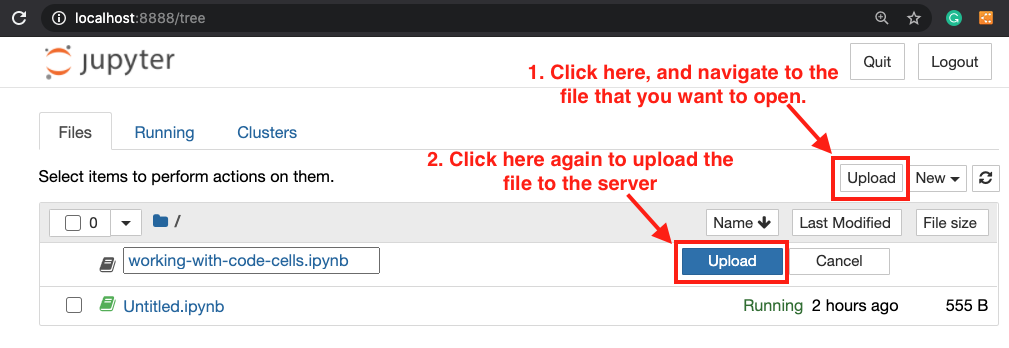 localhost:8888/tree
jupyter
Quit
Logout
1. Click here, and navigate to the
file that you want to open.
Files
Running
Clusters
2. Click here again to upload the
file to the server
Select items to perform actions on them.
Upload
New
0
/
Name
Last Modified
File size
working-with-code-cells.ipynb
Upload
Cancel
Untitled.ipynb
Running
2 hours ago
555 B